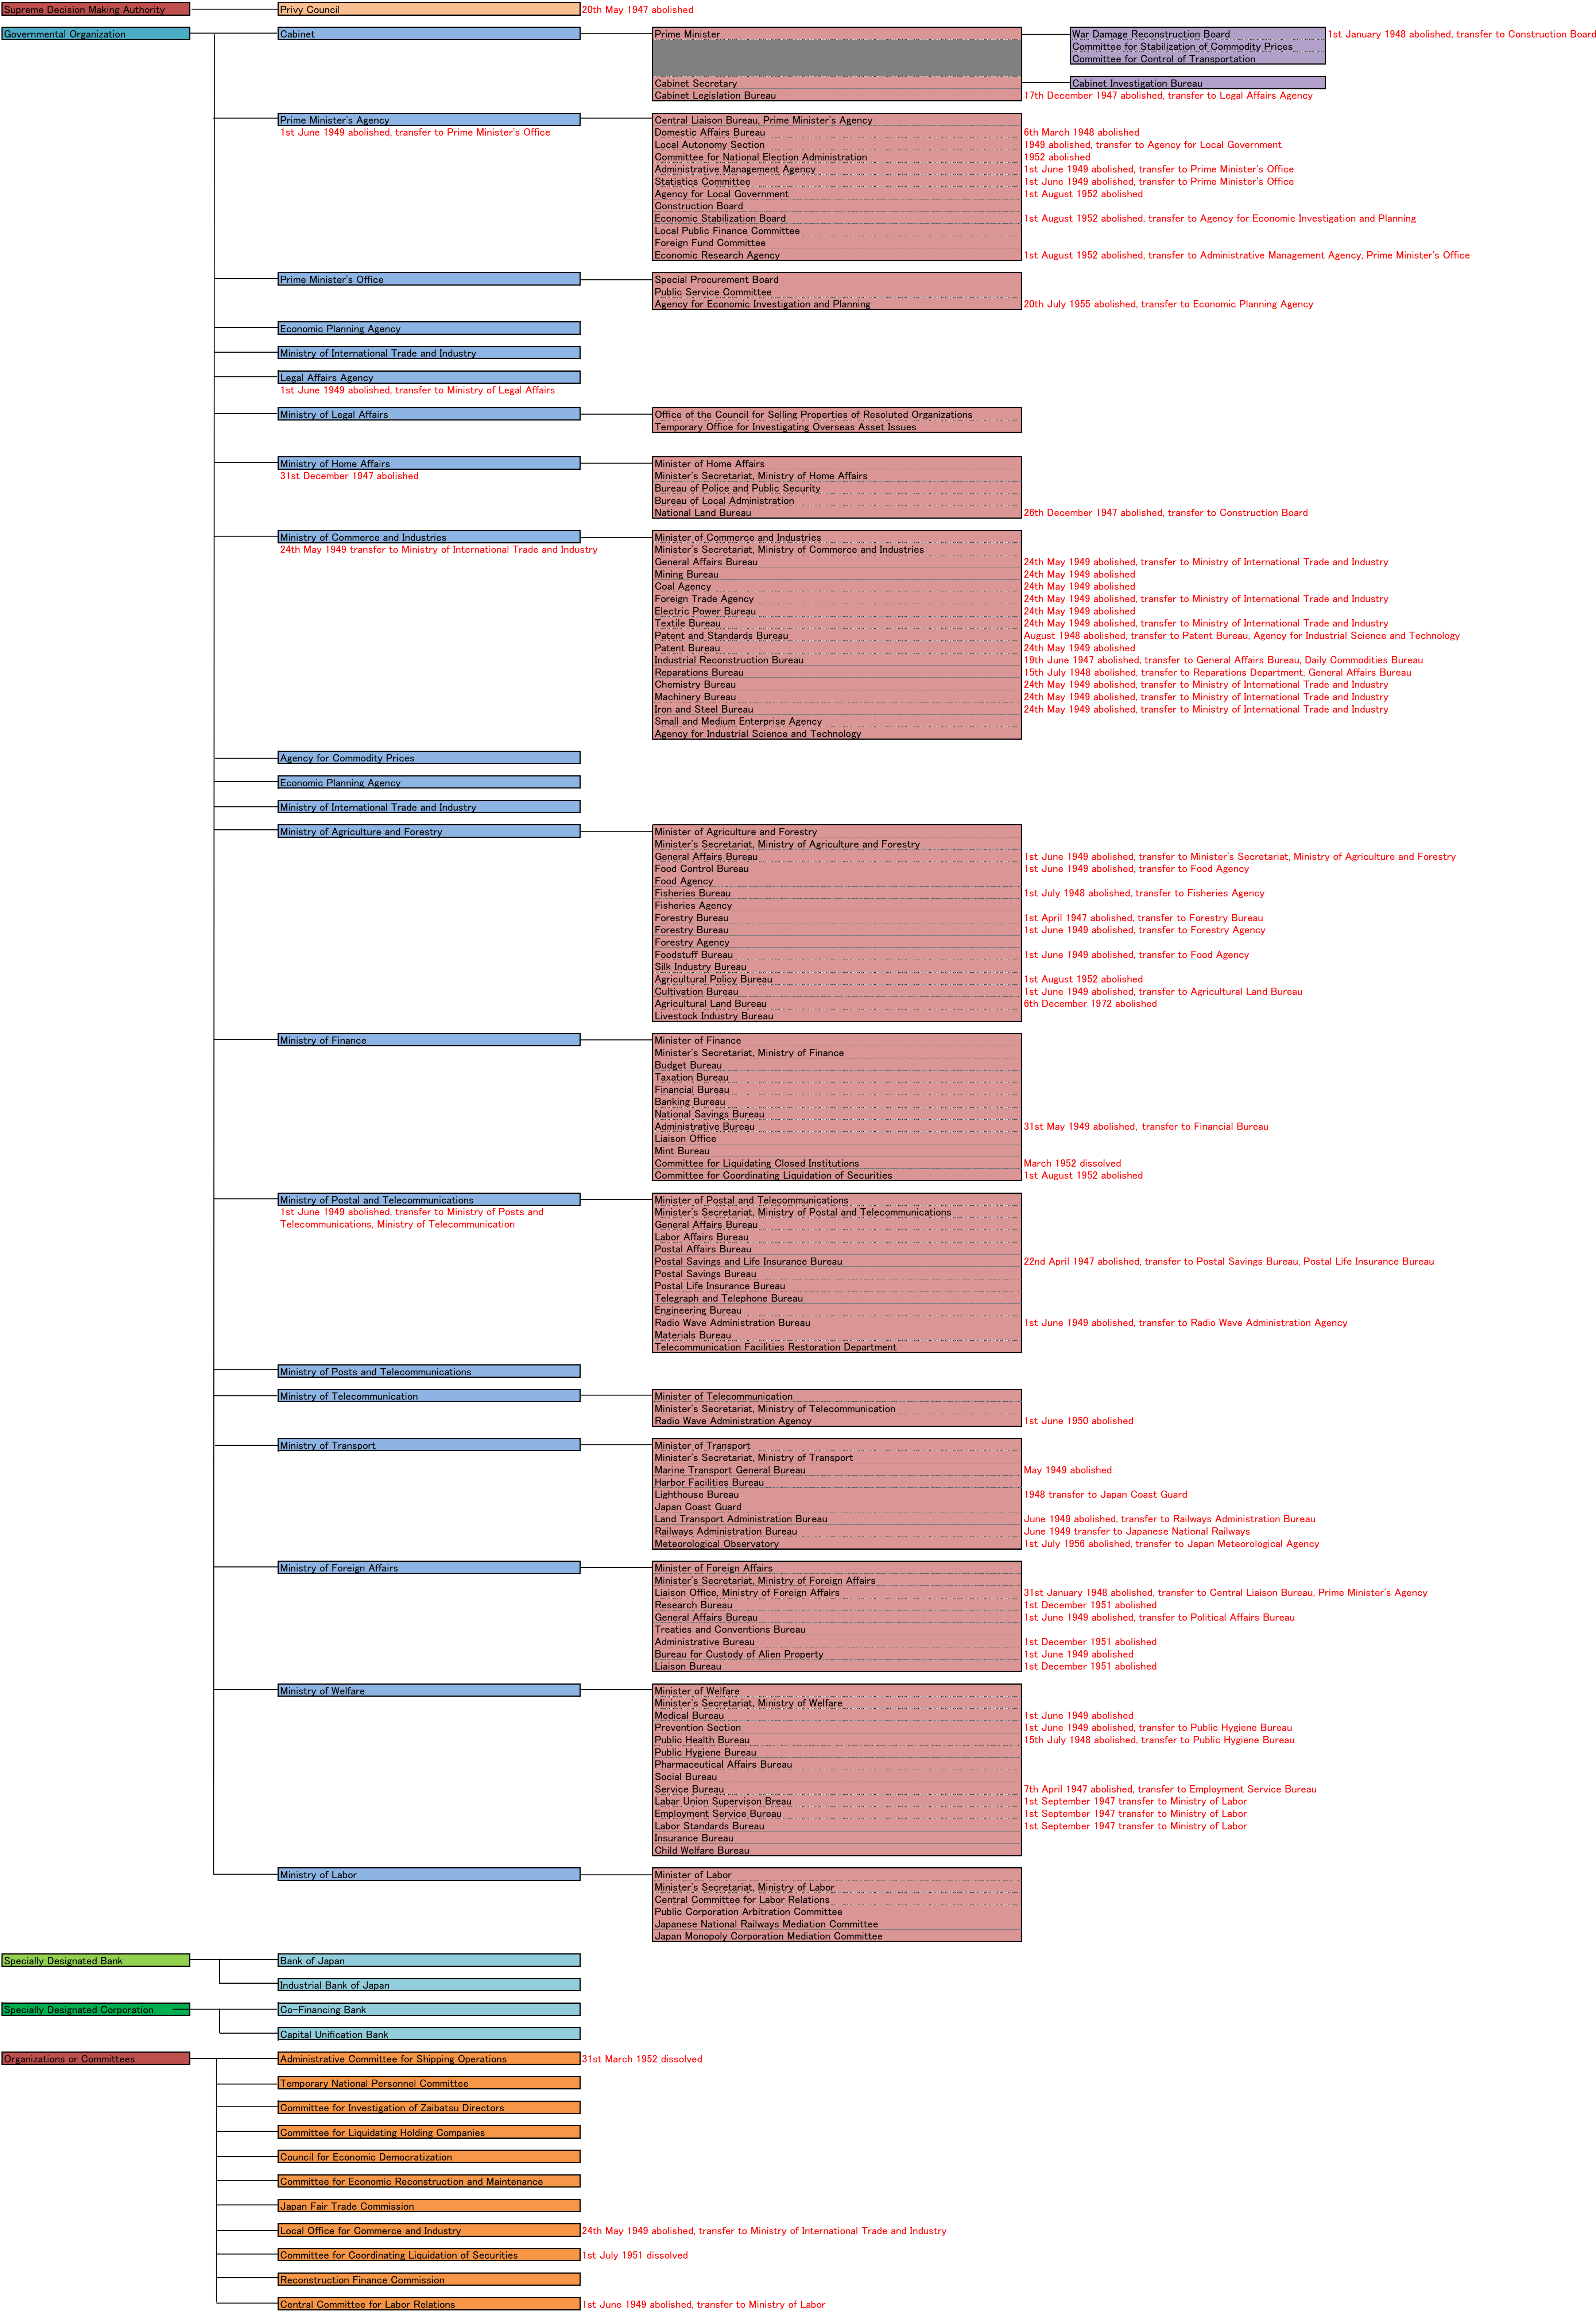 Supreme Decision Making Authority
Privy Council
20th May 1947 abolished
Governmental Organization
Cabinet
Prime Minister
War Damage Reconstruction Board
1st January 1948 abolished, transfer to Construction Board
Committee for Stabilization of Commodity Prices
Committee for Control of Transportation
Cabinet Secretary
Cabinet Investigation Bureau
Cabinet Legislation Bureau
17th December 1947 abolished, transfer to Legal Affairs Agency
Prime Minister's Agency
1st June 1949 abolished, transfer to Prime Minister's Office
Central Liaison Bureau, Prime Minister's Agency
Domestic Affairs Bureau
6th March 1948 abolished
Local Autonomy Section
1949 abolished, transfer to Agency for Local Government
Committee for National Election Administration
1952 abolished
Administrative Management Agency
1st June 1949 abolished, transfer to Prime Minister's Office
Statistics Committee
1st June 1949 abolished, transfer to Prime Minister's Office
Agency for Local Government
1st August 1952 abolished
Construction Board
Economic Stabilization Board
1st August 1952 abolished, transfer to Agency for Economic Investigation and Planning
Local Public Finance Committee
Foreign Fund Committee
Economic Research Agency
1st August 1952 abolished, transfer to Administrative Management Agency, Prime Minister's Office
Prime Minister's Office
Special Procurement Board
Public Service Committee
Agency for Economic Investigation and Planning
20th July 1955 abolished, transfer to Economic Planning Agency
Economic Planning Agency
Ministry of International Trade and Industry
Legal Affairs Agency
1st June 1949 abolished, transfer to Ministry of Legal Affairs
Ministry of Legal Affairs
Office of the Council for Selling Properties of Resoluted Organizations
Temporary Office for Investigating Overseas Asset Issues
Ministry of Home Affairs
31st December 1947 abolished
Minister of Home Affairs
Minister's Secretariat, Ministry of Home Affairs
Bureau of Police and Public Security
Bureau of Local Administration
National Land Bureau
26th December 1947 abolished, transfer to Construction Board
Ministry of Commerce and Industries
24th May 1949 transfer to Ministry of International Trade and Industry
Minister of Commerce and Industries
Minister's Secretariat, Ministry of Commerce and Industries
General Affairs Bureau
24th May 1949 abolished, transfer to Ministry of International Trade and Industry
Mining Bureau
24th May 1949 abolished
Coal Agency
24th May 1949 abolished
Foreign Trade Agency
24th May 1949 abolished, transfer to Ministry of International Trade and Industry
Electric Power Bureau
24th May 1949 abolished
Textile Bureau
24th May 1949 abolished, transfer to Ministry of International Trade and Industry
Patent and Standards Bureau
August 1948 abolished, transfer to Patent Bureau, Agency for Industrial Science and Technology
Patent Bureau
24th May 1949 abolished
Industrial Reconstruction Bureau
19th June 1947 abolished, transfer to General Affairs Bureau, Daily Commodities Bureau
Reparations Bureau
15th July 1948 abolished, transfer to Reparations Department, General Affairs Bureau
Chemistry Bureau
24th May 1949 abolished, transfer to Ministry of International Trade and Industry
Machinery Bureau
24th May 1949 abolished, transfer to Ministry of International Trade and Industry
Iron and Steel Bureau
24th May 1949 abolished, transfer to Ministry of International Trade and Industry
Small and Medium Enterprise Agency
Agency for Industrial Science and Technology
Agency for Commodity Prices
Economic Planning Agency
Ministry of International Trade and Industry
Ministry of Agriculture and Forestry
Minister of Agriculture and Forestry
Minister's Secretariat, Ministry of Agriculture and Forestry
General Affairs Bureau
1st June 1949 abolished, transfer to Minister's Secretariat, Ministry of Agriculture and Forestry
Food Control Bureau
1st June 1949 abolished, transfer to Food Agency
Food Agency
Fisheries Bureau
1st July 1948 abolished, transfer to Fisheries Agency
Fisheries Agency
Forestry Bureau
1st April 1947 abolished, transfer to Forestry Bureau
Forestry Bureau
1st June 1949 abolished, transfer to Forestry Agency
Forestry Agency
Foodstuff Bureau
1st June 1949 abolished, transfer to Food Agency
Silk Industry Bureau
Agricultural Policy Bureau
1st August 1952 abolished
Cultivation Bureau
1st June 1949 abolished, transfer to Agricultural Land Bureau
Agricultural Land Bureau
6th December 1972 abolished
Livestock Industry Bureau
Ministry of Finance
Minister of Finance
Minister's Secretariat, Ministry of Finance
Budget Bureau
Taxation Bureau
Financial Bureau
Banking Bureau
National Savings Bureau
Administrative Bureau
31st May 1949 abolished, transfer to Financial Bureau
Liaison Office
Mint Bureau
Committee for Liquidating Closed Institutions
March 1952 dissolved
Committee for Coordinating Liquidation of Securities
1st August 1952 abolished
Ministry of Postal and Telecommunications
1st June 1949 abolished, transfer to Ministry of Posts and
Telecommunications, Ministry of Telecommunication
Minister of Postal and Telecommunications
Minister's Secretariat, Ministry of Postal and Telecommunications
General Affairs Bureau
Labor Affairs Bureau
Postal Affairs Bureau
Postal Savings and Life Insurance Bureau
22nd April 1947 abolished, transfer to Postal Savings Bureau, Postal Life Insurance Bureau
Postal Savings Bureau
Postal Life Insurance Bureau
Telegraph and Telephone Bureau
Engineering Bureau
Radio Wave Administration Bureau
1st June 1949 abolished, transfer to Radio Wave Administration Agency
Materials Bureau
Telecommunication Facilities Restoration Department
Ministry of Posts and Telecommunications
Ministry of Telecommunication
Minister of Telecommunication
Minister's Secretariat, Ministry of Telecommunication
Radio Wave Administration Agency
1st June 1950 abolished
Ministry of Transport
Minister of Transport
Minister's Secretariat, Ministry of Transport
Marine Transport General Bureau
May 1949 abolished
Harbor Facilities Bureau
Lighthouse Bureau
1948 transfer to Japan Coast Guard
Japan Coast Guard
Land Transport Administration Bureau
June 1949 abolished, transfer to Railways Administration Bureau
Railways Administration Bureau
June 1949 transfer to Japanese National Railways
Meteorological Observatory
1st July 1956 abolished, transfer to Japan Meteorological Agency
Ministry of Foreign Affairs
Minister of Foreign Affairs
Minister's Secretariat, Ministry of Foreign Affairs
Liaison Office, Ministry of Foreign Affairs
31st January 1948 abolished, transfer to Central Liaison Bureau, Prime Minister's Agency
Research Bureau
1st December 1951 abolished
General Affairs Bureau
1st June 1949 abolished, transfer to Political Affairs Bureau
Treaties and Conventions Bureau
Administrative Bureau
1st December 1951 abolished
Bureau for Custody of Alien Property
1st June 1949 abolished
Liaison Bureau
1st December 1951 abolished
Ministry of Welfare
Minister of Welfare
Minister's Secretariat, Ministry of Welfare
Medical Bureau
1st June 1949 abolished
Prevention Section
1st June 1949 abolished, transfer to Public Hygiene Bureau
Public Health Bureau
15th July 1948 abolished, transfer to Public Hygiene Bureau
Public Hygiene Bureau
Pharmaceutical Affairs Bureau
Social Bureau
Service Bureau
7th April 1947 abolished, transfer to Employment Service Bureau
Labar Union Supervison Breau
1st September 1947 transfer to Ministry of Labor
Employment Service Bureau
1st September 1947 transfer to Ministry of Labor
Labor Standards Bureau
1st September 1947 transfer to Ministry of Labor
Insurance Bureau
Child Welfare Bureau
Ministry of Labor
Minister of Labor
Minister's Secretariat, Ministry of Labor
Central Committee for Labor Relations
Public Corporation Arbitration Committee
Japanese National Railways Mediation Committee
Japan Monopoly Corporation Mediation Committee
Specially Designated Bank
Bank of Japan
Industrial Bank of Japan
Specially Designated Corporation
Co-Financing Bank
Capital Unification Bank
Organizations or Committees
Administrative Committee for Shipping Operations
31st March 1952 dissolved
Temporary National Personnel Committee
Committee for Investigation of Zaibatsu Directors
Committee for Liquidating Holding Companies
Council for Economic Democratization
Committee for Economic Reconstruction and Maintenance
Japan Fair Trade Commission
Local Office for Commerce and Industry
24th May 1949 abolished, transfer to Ministry of International Trade and Industry
Committee for Coordinating Liquidation of Securities
1st July 1951 dissolved
Reconstruction Finance Commission
Central Committee for Labor Relations
1st June 1949 abolished, transfer to Ministry of Labor